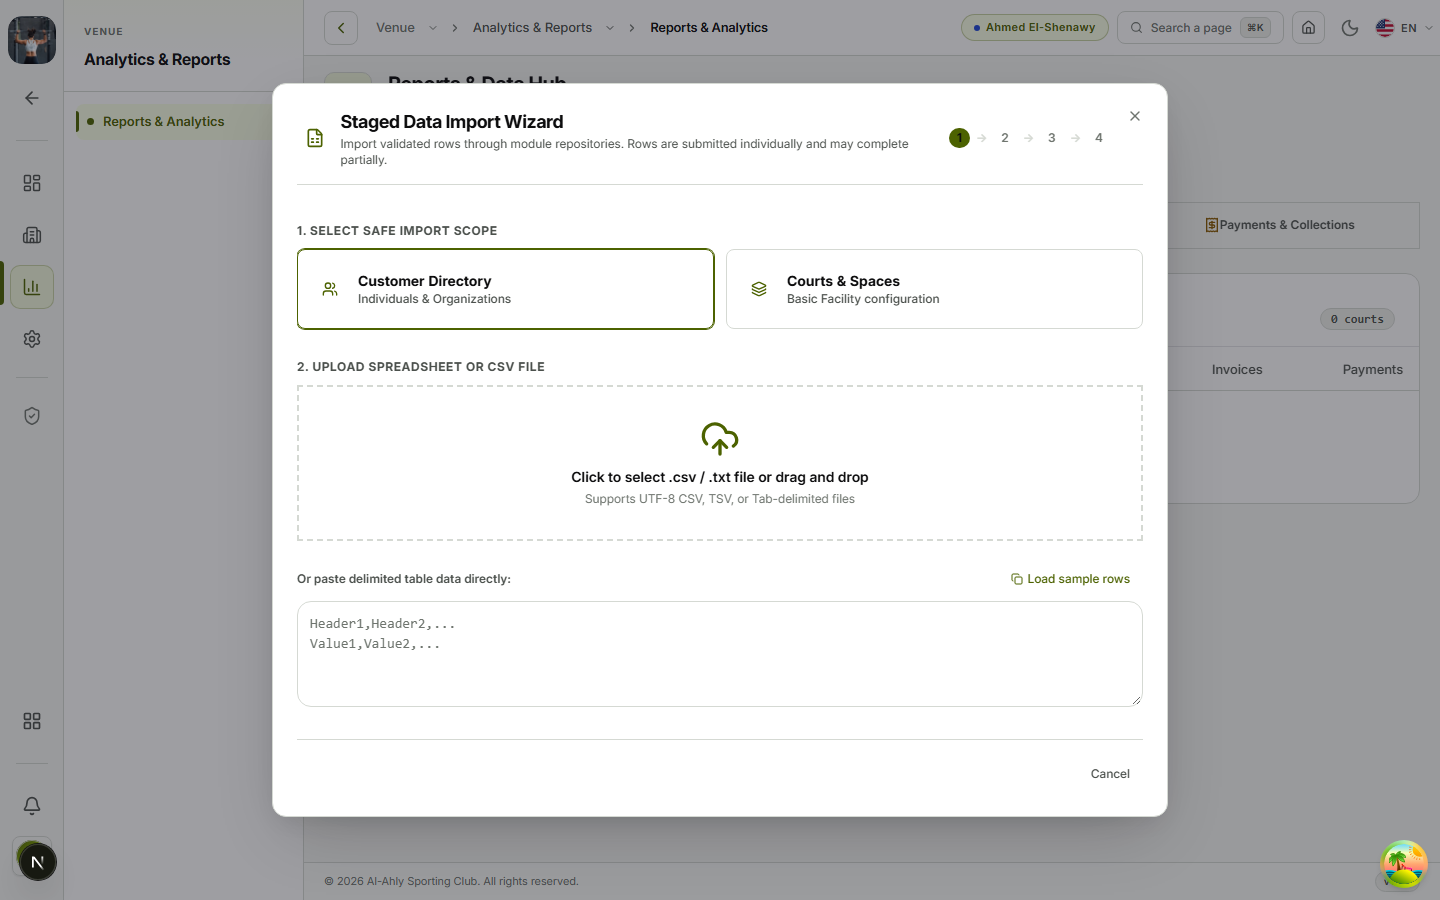 VENUE
Analytics & Reports
Reports & Analytics
Venue
Analytics & Reports
Reports & Analytics
Ahmed El-Shenawy
Search a page
⌘K
EN
Reports & Data Hub
Staged Data Import Wizard
Import validated rows through module repositories. Rows are submitted individually and may complete
partially.
1
2
3
4
Payments & Collections
1. SELECT SAFE IMPORT SCOPE
Customer Directory
Individuals & Organizations
Courts & Spaces
Basic Facility configuration
0 courts
Invoices
Payments
2. UPLOAD SPREADSHEET OR CSV FILE
Click to select .csv / .txt file or drag and drop
Supports UTF-8 CSV, TSV, or Tab-delimited files
Or paste delimited table data directly:
Load sample rows
Header1,Header2,...
Value1,Value2,...
Cancel
N
© 2026 Al-Ahly Sporting Club. All rights reserved.